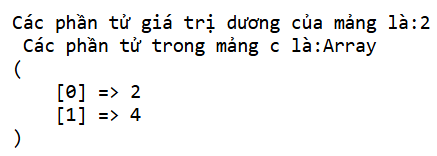 Các phần tử giá trị dương của mảng là:2
Các phần tử trong mảng c là:Array
(
[0] => 2
[1] => 4
)